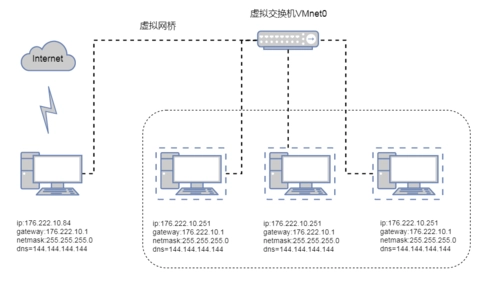 虚拟交换机VMnet0
虚拟网桥
Internet
ip:176.222.10.84
gateway:176.222.10.1
netmask:255.255.255.0
dns=144.144.144.144
ip:176.222.10.251
gateway:176.222.10.1
netmask:255.255.255.0
dns=144.144.144.144
ip:176.222.10.251
gateway:176.222.10.1
netmask:255.255.255.0
dns=144.144.144.144
ip:176.222.10.251
gateway:176.222.10.1
netmask:255.255.255.0
dns=144.144.144.144